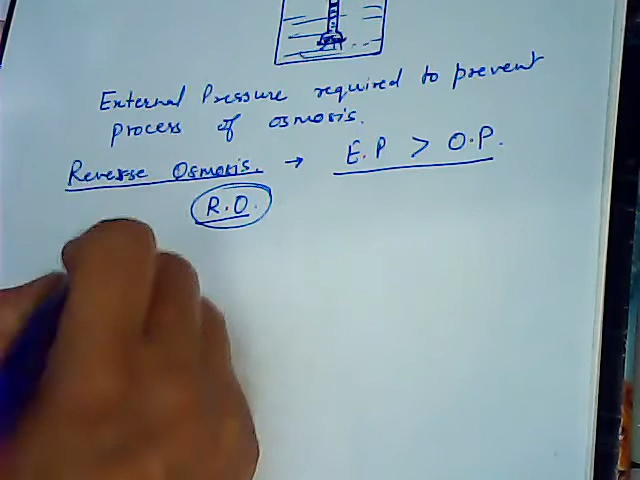 External Pressure required to prevent
process of osmosis.
Reverse Osmosis. → E.P > O.P.
R.O.